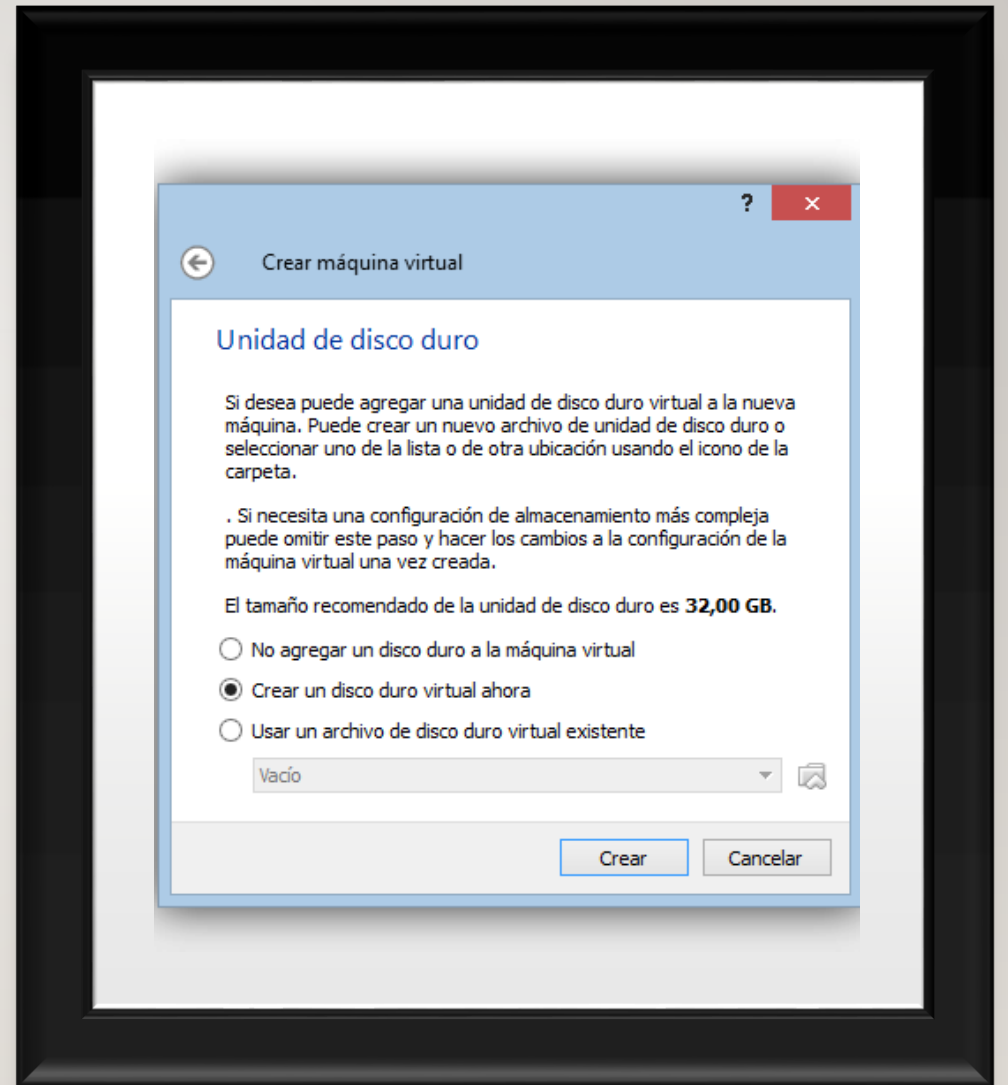 ?
Crear máquina virtual
Unidad de disco duro
Si desea puede agregar una unidad de disco duro virtual a la nueva
máquina. Puede crear un nuevo archivo de unidad de disco duro o
seleccionar uno de la lista o de otra ubicación usando el icono de la
carpeta.
. Si necesita una configuración de almacenamiento más compleja
puede omitir este paso y hacer los cambios a la configuración de la
máquina virtual una vez creada.
El tamaño recomendado de la unidad de disco duro es 32,00 GB.
No agregar un disco duro a la máquina virtual
Crear un disco duro virtual ahora
Usar un archivo de disco duro virtual existente
Vacío
Crear Cancelar